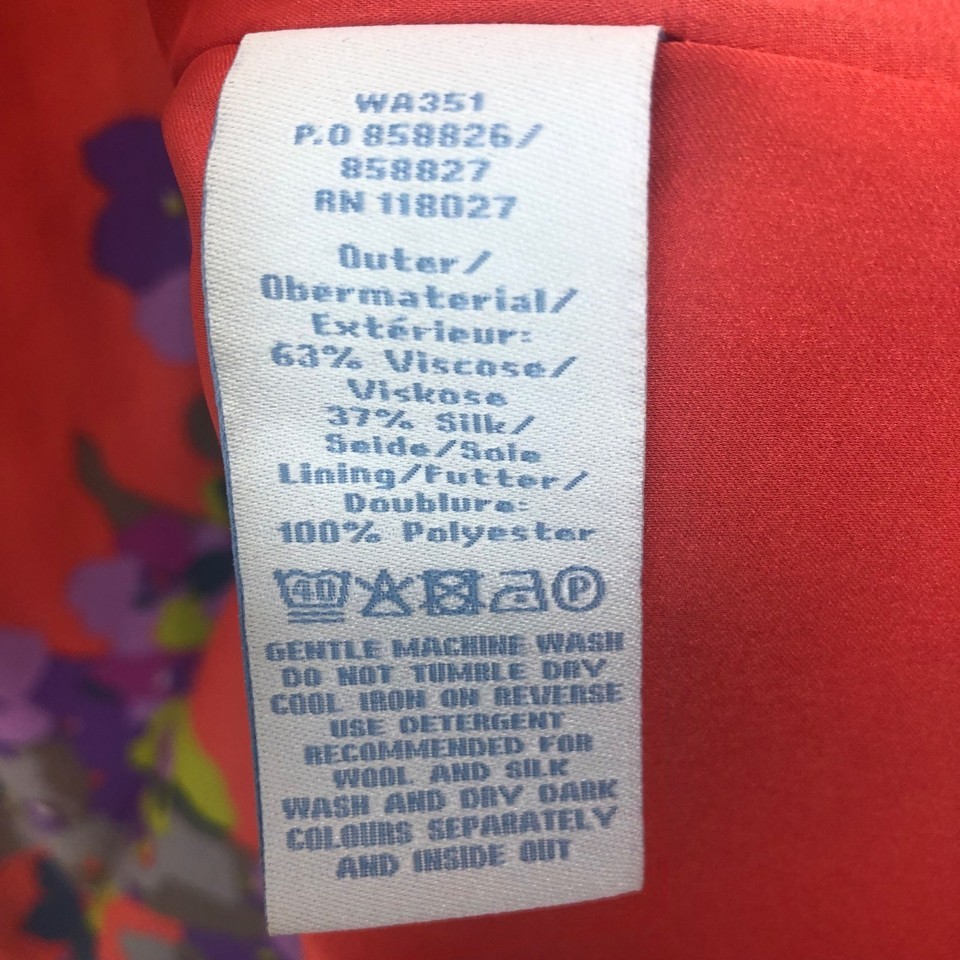 WA351
P.O 858826/
858827
RN 118027
Outer/
Obermaterial/
Extérieur:
63% Viscose/
Viskose
37% Silk/
Seide/Soie
Lining/Futter/
Doublure:
100% Polyester
40 P
GENTLE MACHINE WASH
DO NOT TUMBLE DRY
COOL IRON ON REVERSE
USE DETERGENT
RECOMMENDED FOR
WOOL AND SILK
WASH AND DRY DARK
COLOURS SEPARATELY
AND INSIDE OUT